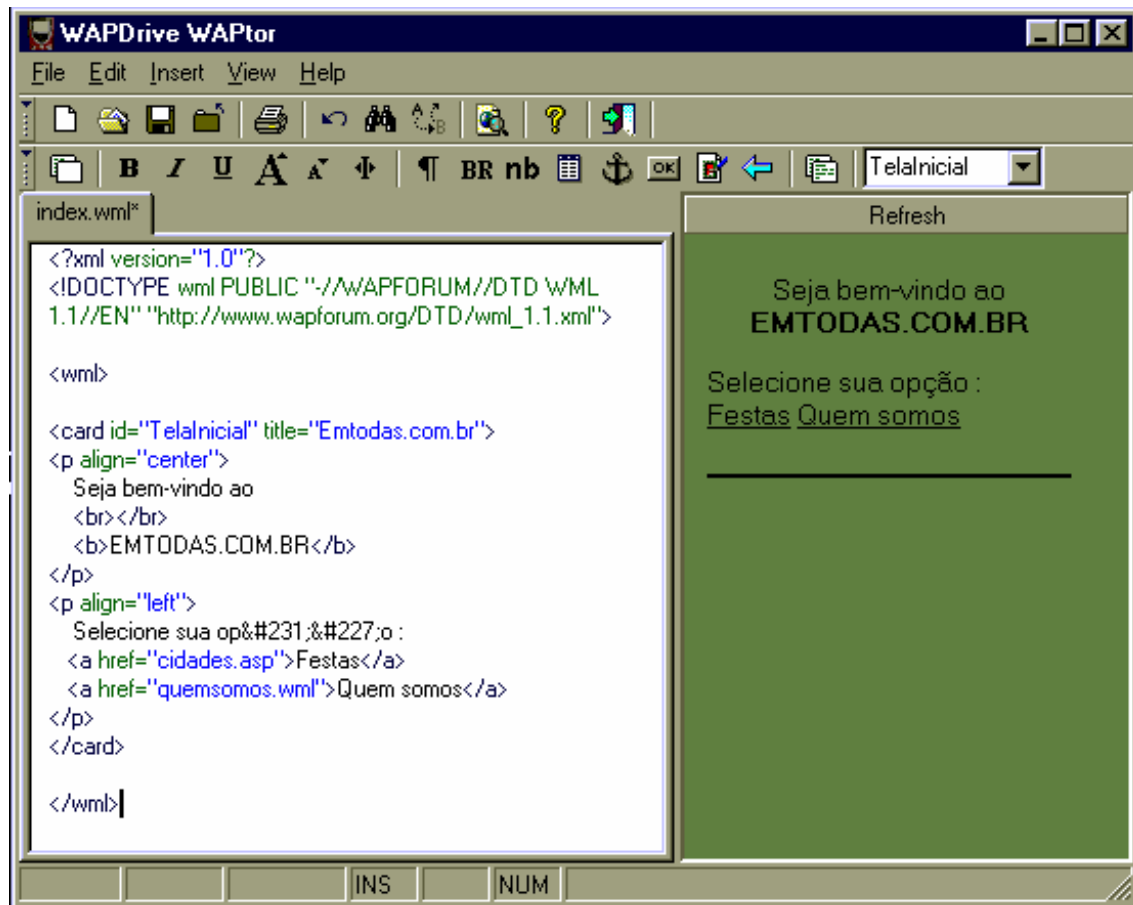 WAPDrive WAPtor
File Edit Insert View Help
A B
B I U A A ¶ BR nb OK TelaInicial
index.wml*
Refresh
<?xml version="1.0"?>
<!DOCTYPE wml PUBLIC "-//WAPFORUM//DTD WML
1.1//EN" "http://www.wapforum.org/DTD/wml_1.1.xml">
<wml>
<card id="TelaInicial" title="Emtodas.com.br">
<p align="center">
Seja bem-vindo ao
<br></br>
<b>EMTODAS.COM.BR</b>
</p>
<p align="left">
Selecione sua op&#231;&#227;o :
<a href="cidades.asp">Festas</a>
<a href="quemsomos.wml">Quem somos</a>
</p>
</card>
</wml>
Seja bem-vindo ao
EMTODAS.COM.BR
Selecione sua opção :
Festas Quem somos
INS NUM